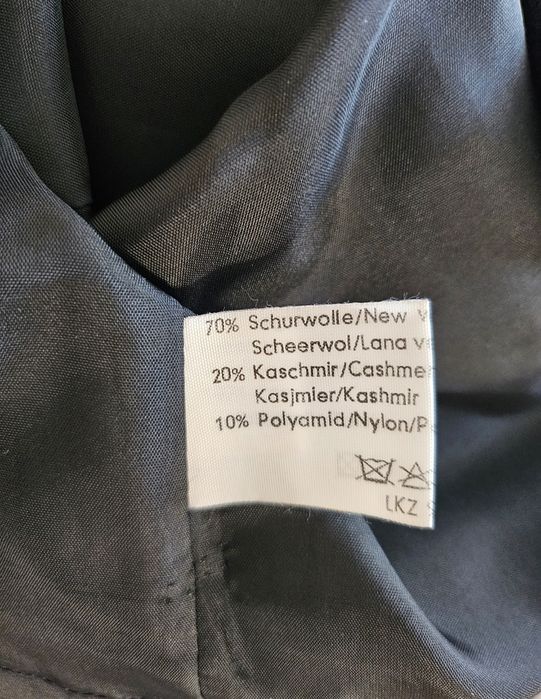 70% Schurwolle/New
Scheerwol/Lana
20% Kaschmir/Cashme
Kasjmier/Kashmir
10% Polyamid/Nylon/P
LKZ